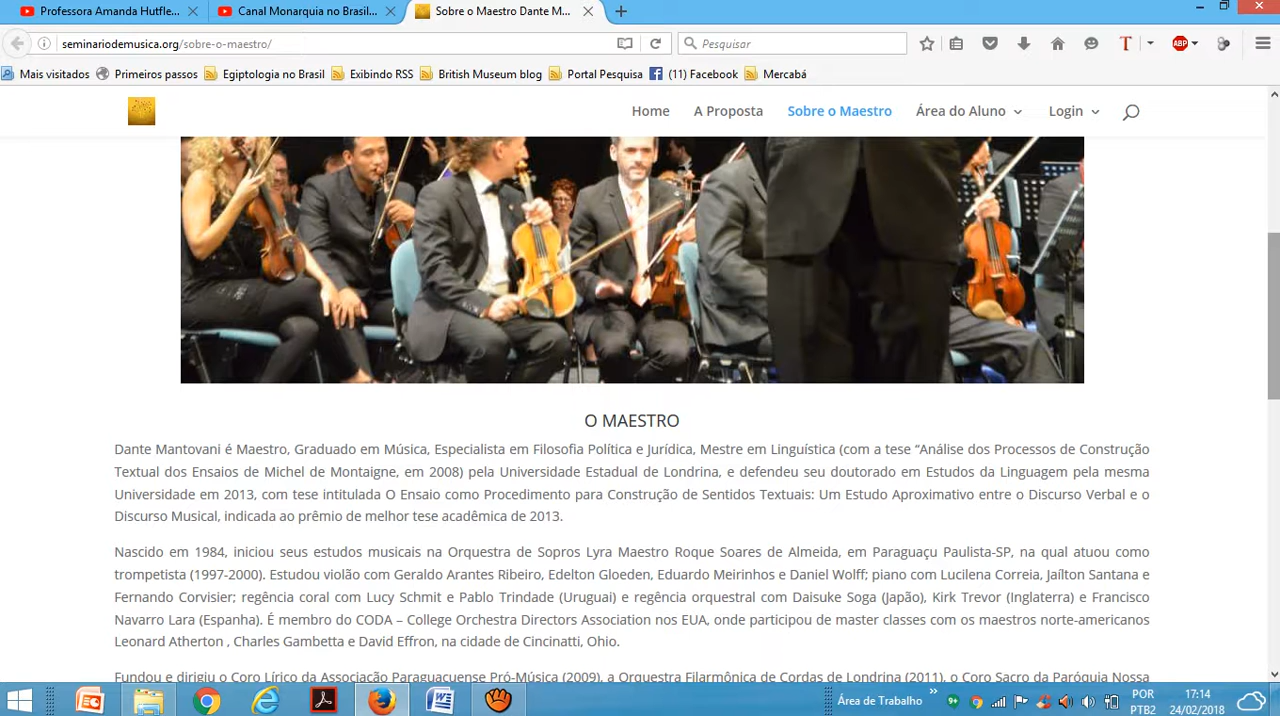 Professora Amanda Hutfle...
Canal Monarquia no Brasil...
Sobre o Maestro Dante M...
seminariodemusica.org/sobre-o-maestro/
Pesquisar
T
ABP
Mais visitados
Primeiros passos
Egiptologia no Brasil
Exibindo RSS
British Museum blog
Portal Pesquisa
(11) Facebook
Mercabá
Home
A Proposta
Sobre o Maestro
Área do Aluno
Login
O MAESTRO
Dante Mantovani é Maestro, Graduado em Música, Especialista em Filosofia Política e Jurídica, Mestre em Linguística (com a tese “Análise dos Processos de Construção
Textual dos Ensaios de Michel de Montaigne, em 2008) pela Universidade Estadual de Londrina, e defendeu seu doutorado em Estudos da Linguagem pela mesma
Universidade em 2013, com tese intitulada O Ensaio como Procedimento para Construção de Sentidos Textuais: Um Estudo Aproximativo entre o Discurso Verbal e o
Discurso Musical, indicada ao prêmio de melhor tese acadêmica de 2013.
Nascido em 1984, iniciou seus estudos musicais na Orquestra de Sopros Lyra Maestro Roque Soares de Almeida, em Paraguaçu Paulista-SP, na qual atuou como
trompetista (1997-2000). Estudou violão com Geraldo Arantes Ribeiro, Edelton Gloeden, Eduardo Meirinhos e Daniel Wolff; piano com Lucilena Correia, Jaílton Santana e
Fernando Corvisier; regência coral com Lucy Schmit e Pablo Trindade (Uruguai) e regência orquestral com Daisuke Soga (Japão), Kirk Trevor (Inglaterra) e Francisco
Navarro Lara (Espanha). É membro do CODA – College Orchestra Directors Association nos EUA, onde participou de master classes com os maestros norte-americanos
Leonard Atherton , Charles Gambetta e David Effron, na cidade de Cincinatti, Ohio.
Fundou e dirigiu o Coro Lírico da Associação Paraguaçuense Pró-Música (2009), a Orquestra Filarmônica de Cordas de Londrina (2011), o Coro Sacro da Paróquia Nossa
Área de Trabalho
POR
PTB2
17:14
24/02/2018